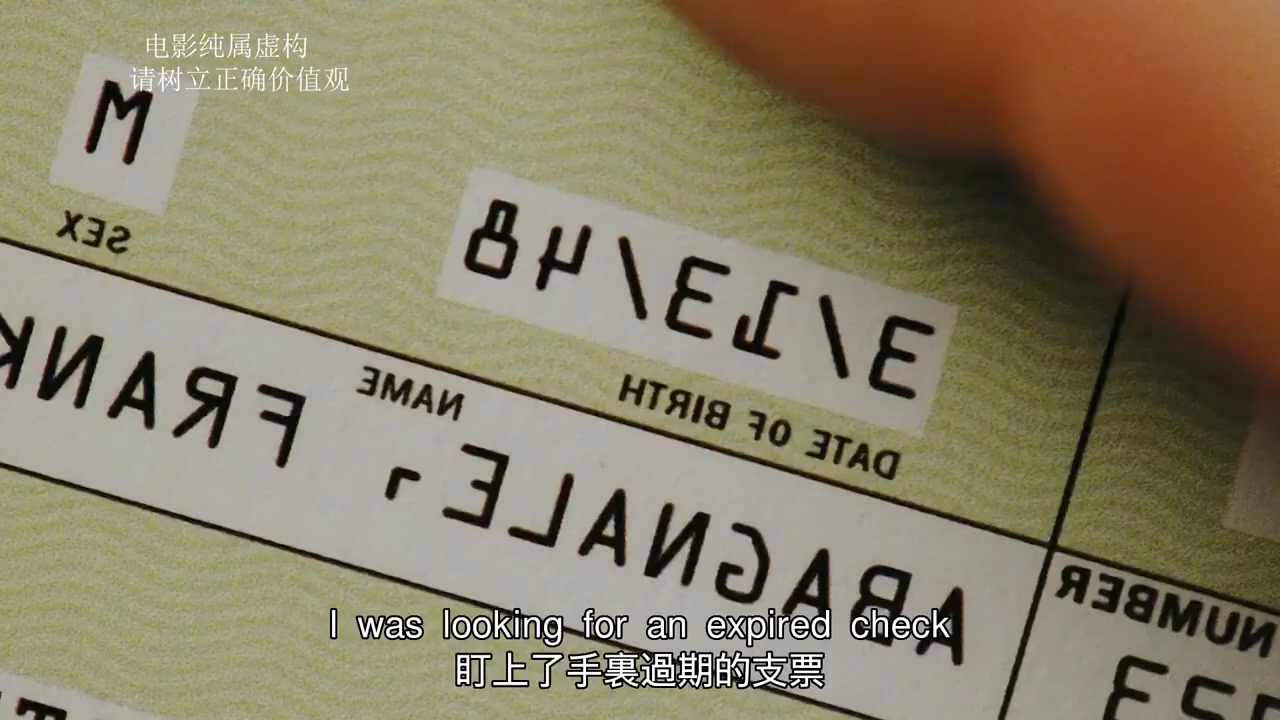 电影纯属虚构
请树立正确价值观
M
SEX
3/13/48
DATE OF BIRTH
NAME
ABAGNALE, FRANK
NUMBER
I was looking for an expired check
盯上了手裏過期的支票